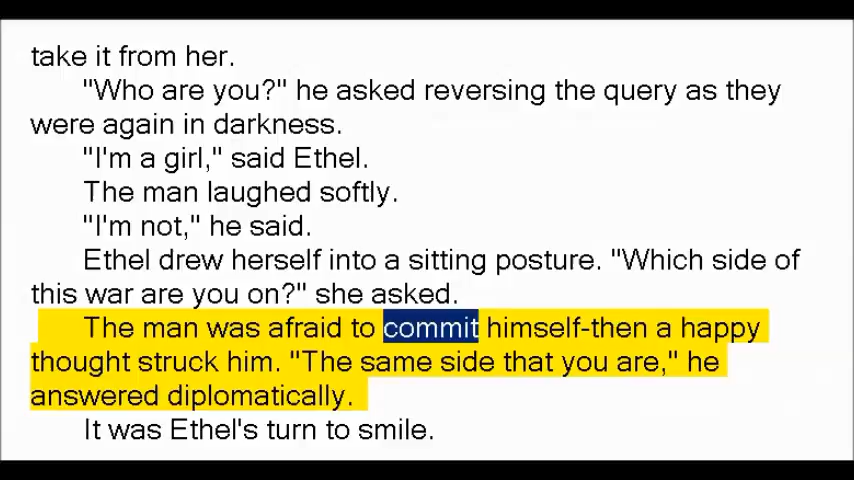 take it from her.
"Who are you?" he asked reversing the query as they
were again in darkness.
"I'm a girl," said Ethel.
The man laughed softly.
"I'm not," he said.
Ethel drew herself into a sitting posture. "Which side of
this war are you on?" she asked.
The man was afraid to commit himself-then a happy
thought struck him. "The same side that you are," he
answered diplomatically.
It was Ethel's turn to smile.